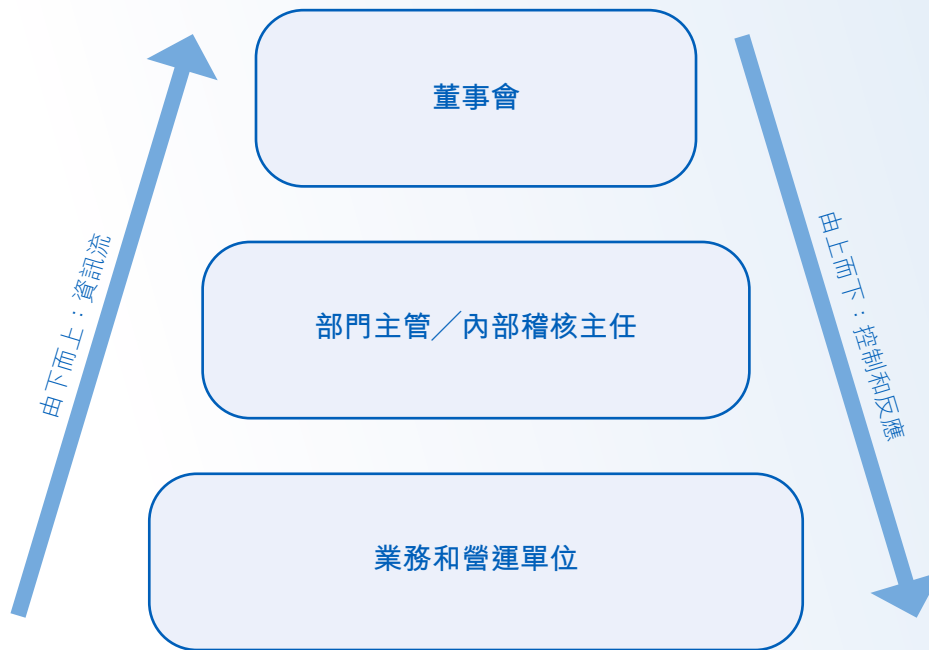 董事會
由下而上：資訊流
由上而下：控制和反應
部門主管／內部稽核主任
業務和營運單位